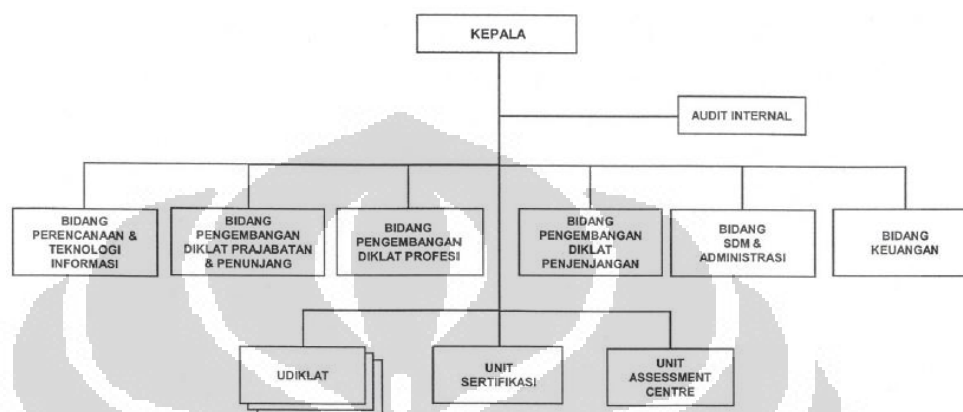 KEPALA
AUDIT INTERNAL
BIDANG
PERENCANAAN &
TEKNOLOGI
INFORMASI
BIDANG
PENGEMBANGAN
DIKLAT PRAJABATAN
& PENUNJANG
BIDANG
PENGEMBANGAN
DIKLAT PROFESI
BIDANG
PENGEMBANGAN
DIKLAT
PENJENJANGAN
BIDANG
SDM &
ADMINISTRASI
BIDANG
KEUANGAN
UDIKLAT
UNIT
SERTIFIKASI
UNIT
ASSESSMENT
CENTRE